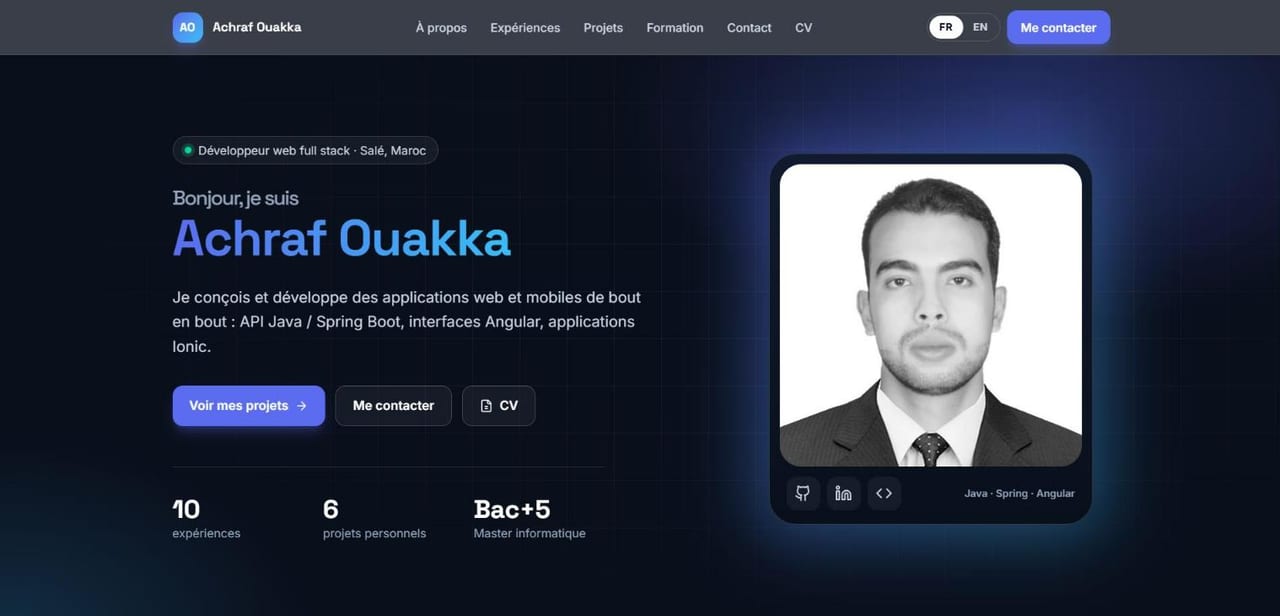 AO Achraf Ouakka À propos Expériences Projets Formation Contact CV FR EN Me contacter
Développeur web full stack · Salé, Maroc
Bonjour, je suis
Achraf Ouakka
Je conçois et développe des applications web et mobiles de bout
en bout : API Java / Spring Boot, interfaces Angular, applications
Ionic.
Voir mes projets → Me contacter CV
10 6 Bac+5
expériences projets personnels Master informatique
in Java · Spring · Angular